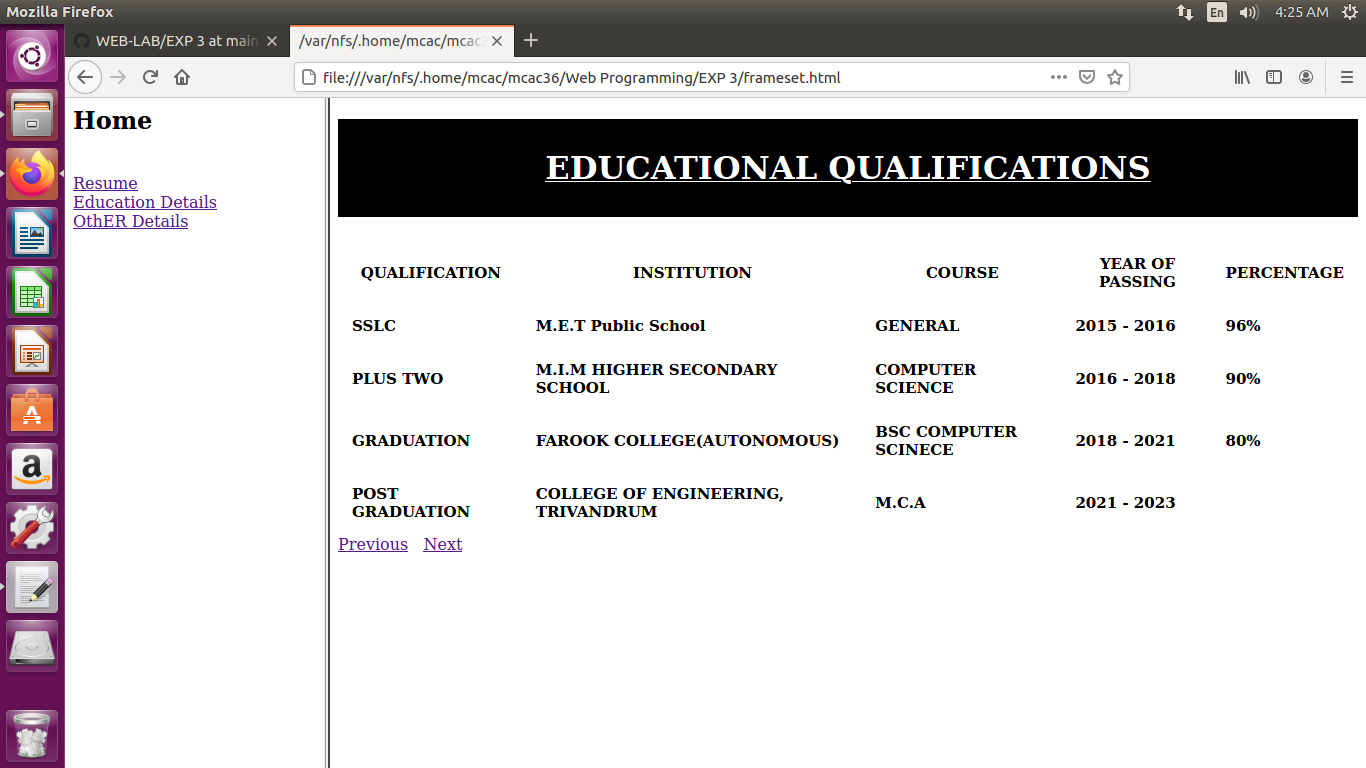 Mozilla Firefox
En
4:25 AM
WEB-LAB/EXP 3 at main
/var/nfs/.home/mcac/mcac3
file:///var/nfs/.home/mcac/mcac36/Web Programming/EXP 3/frameset.html
Home
Resume
Education Details
OthER Details
EDUCATIONAL QUALIFICATIONS
QUALIFICATION INSTITUTION COURSE YEAR OF PASSING PERCENTAGE
SSLC M.E.T Public School GENERAL 2015 - 2016 96%
PLUS TWO M.I.M HIGHER SECONDARY SCHOOL COMPUTER SCIENCE 2016 - 2018 90%
GRADUATION FAROOK COLLEGE(AUTONOMOUS) BSC COMPUTER SCINECE 2018 - 2021 80%
POST GRADUATION COLLEGE OF ENGINEERING, TRIVANDRUM M.C.A 2021 - 2023
Previous Next